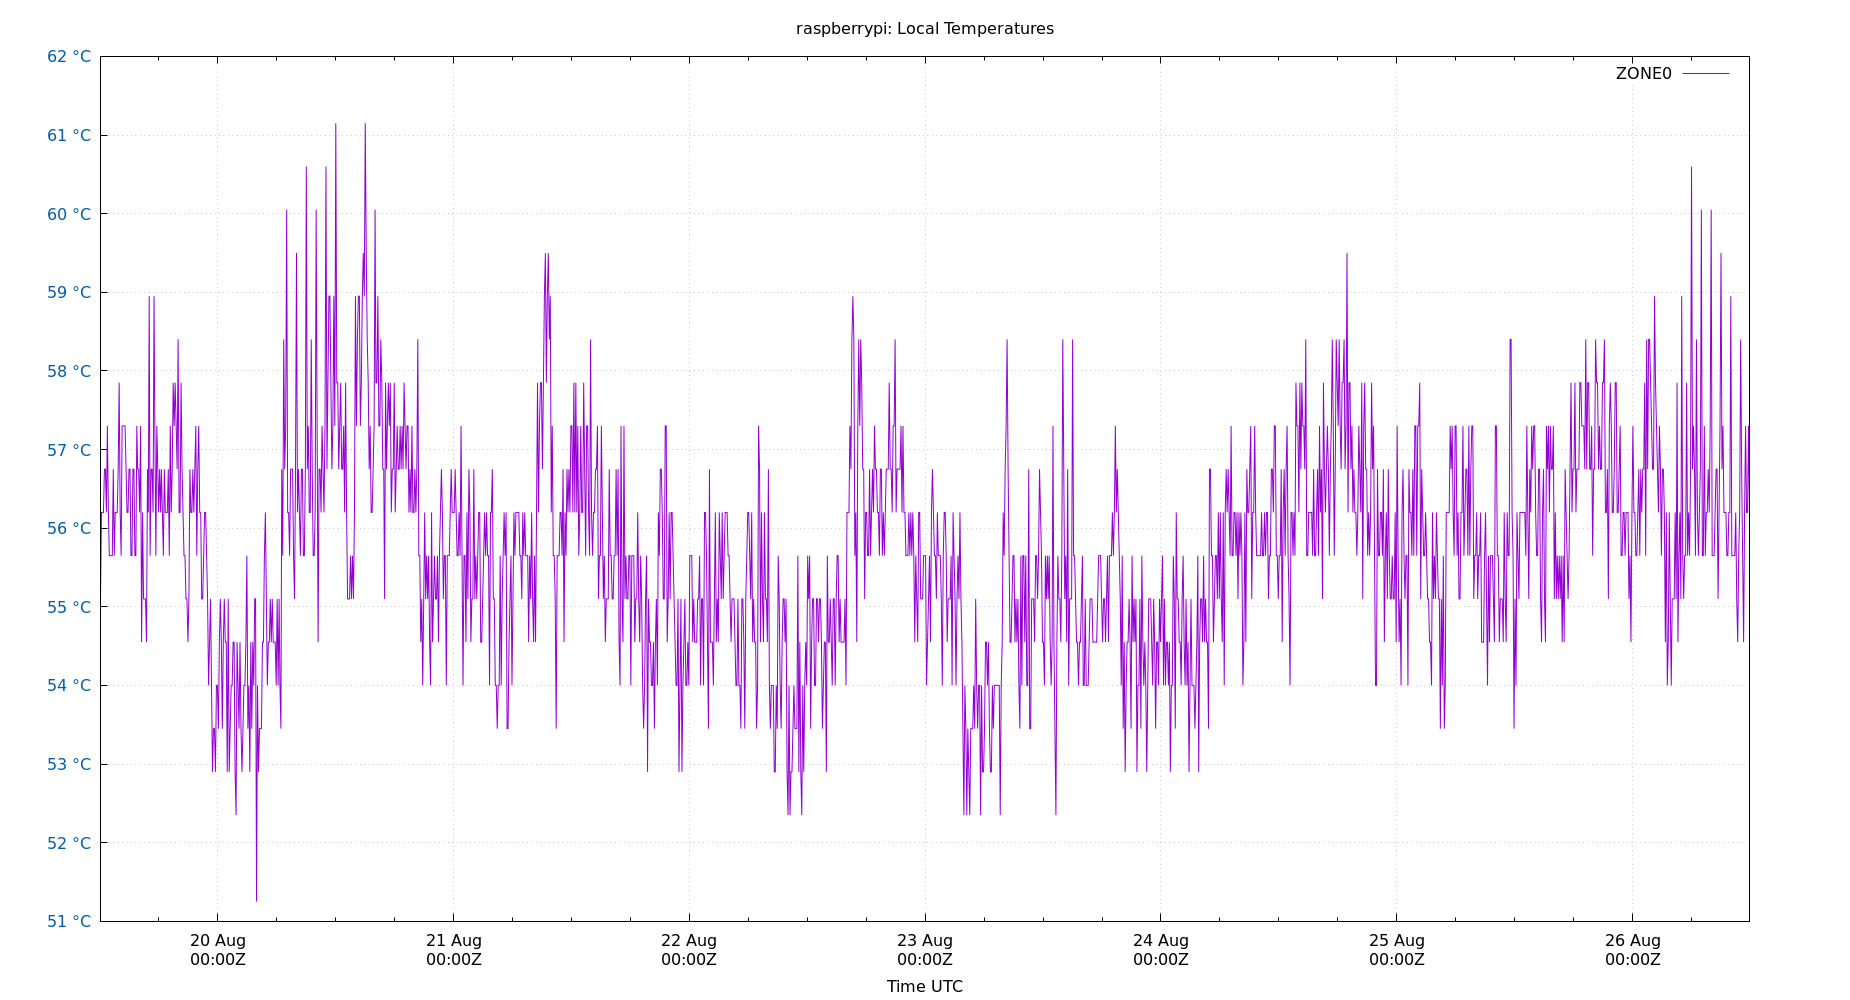 raspberrypi: Local Temperatures
62 °C
ZONE0
61 °C
60 °C
59 °C
58 °C
57 °C
56 °C
55 °C
54 °C
53 °C
52 °C
51 °C
20 Aug 21 Aug 22 Aug 23 Aug 24 Aug 25 Aug 26 Aug
00:00Z 00:00Z 00:00Z 00:00Z 00:00Z 00:00Z 00:00Z
Time UTC